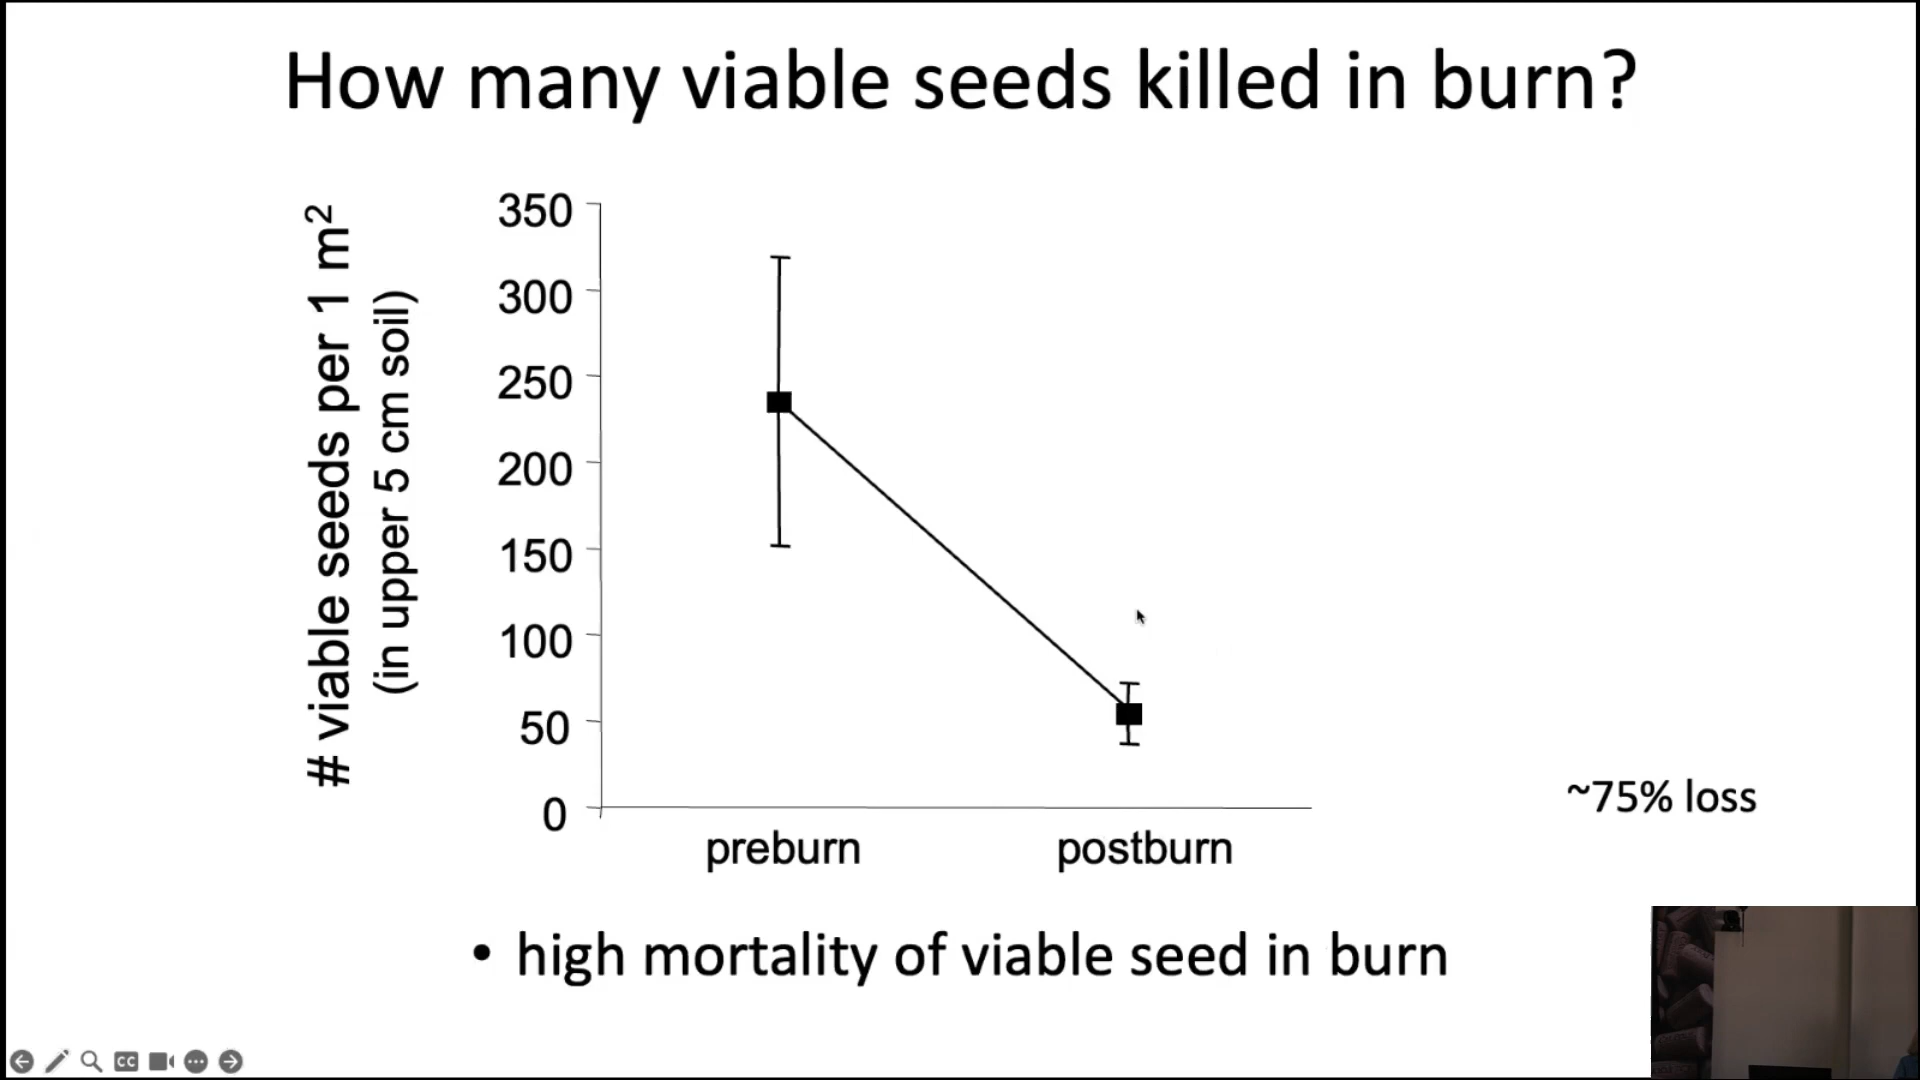 How many viable seeds killed in burn?
# viable seeds per 1 m²
(in upper 5 cm soil)
350
300
250
200
150
100
50
0
preburn
postburn
~75% loss
• high mortality of viable seed in burn
CC